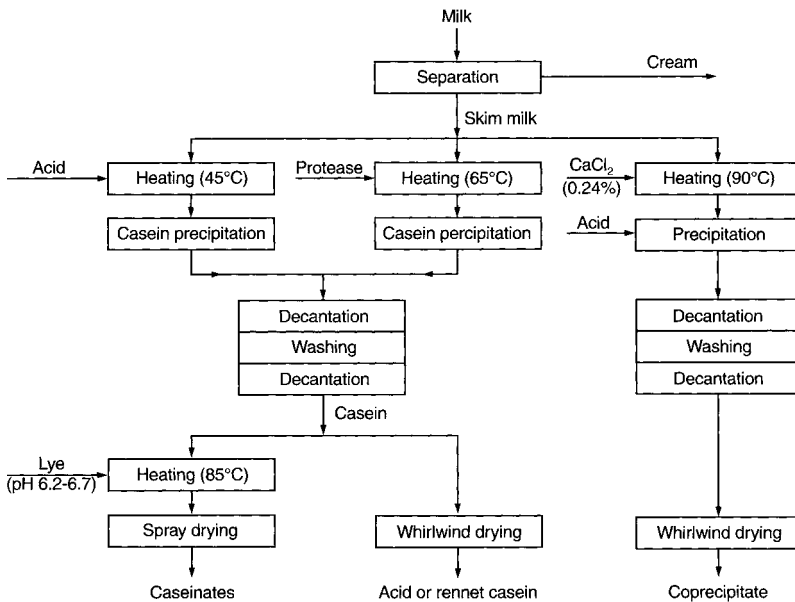 Milk
Separation
Cream
Skim milk
Acid
Heating (45°C)
Protease
Heating (65°C)
CaCl₂
(0.24%)
Heating (90°C)
Casein precipitation
Casein percipitation
Acid
Precipitation
Decantation
Washing
Decantation
Decantation
Washing
Decantation
Casein
Lye
(pH 6.2-6.7)
Heating (85°C)
Spray drying
Whirlwind drying
Whirlwind drying
Caseinates
Acid or rennet casein
Coprecipitate